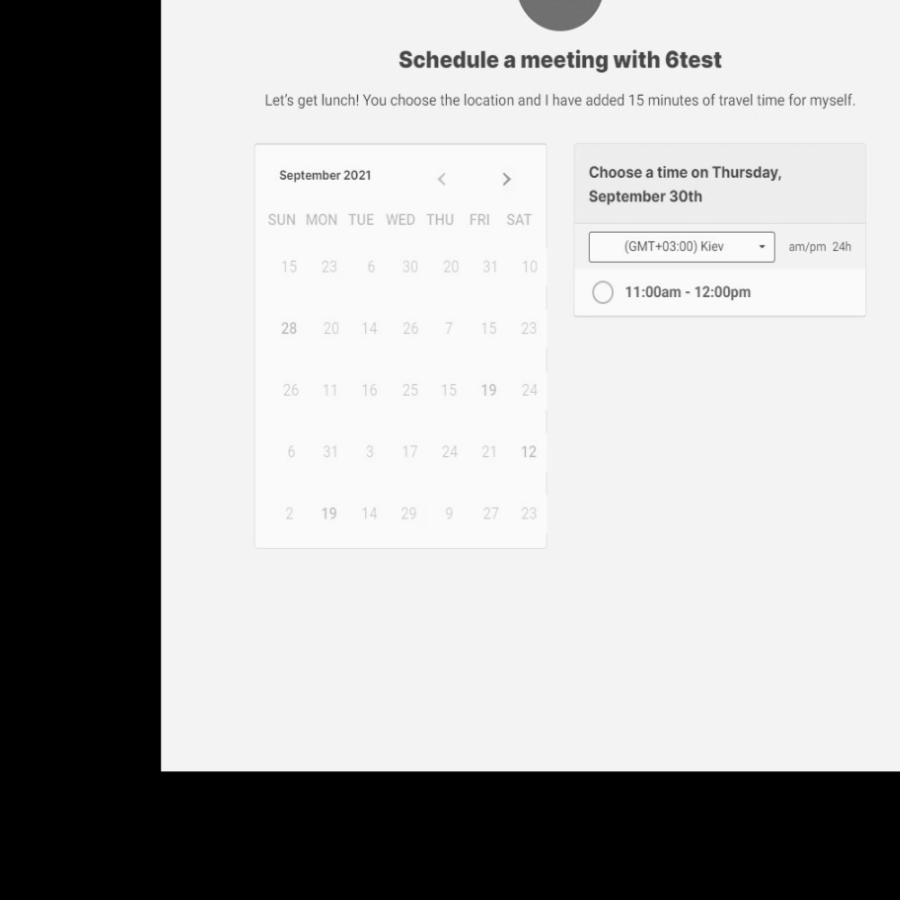 Schedule a meeting with 6test
Let's get lunch! You choose the location and I have added 15 minutes of travel time for myself.
September 2021
SUN MON TUE WED THU FRI SAT
15 23 6 30 20 31 10
28 20 14 26 7 15 23
26 11 16 25 15 19 24
6 31 3 17 24 21 12
2 19 14 29 9 27 23
Choose a time on Thursday,
September 30th
(GMT+03:00) Kiev am/pm 24h
11:00am - 12:00pm